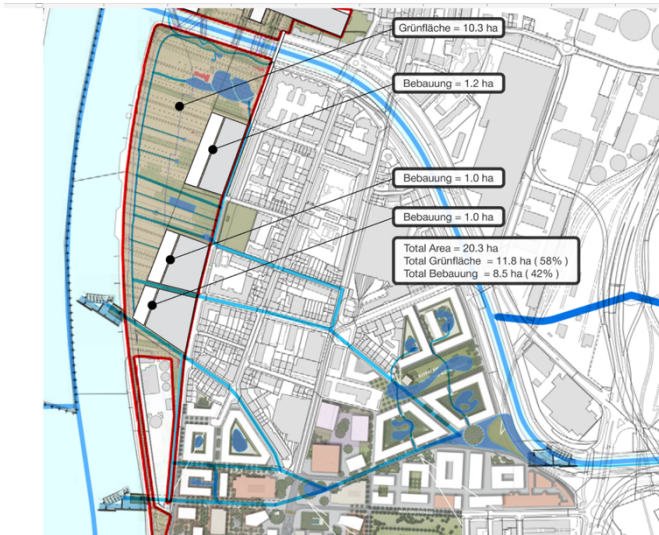 Grünfläche = 10.3 ha
Bebauung = 1.2 ha
Bebauung = 1.0 ha
Bebauung = 1.0 ha
Total Area = 20.3 ha
Total Grünfläche = 11.8 ha ( 58% )
Total Bebauung = 8.5 ha ( 42% )